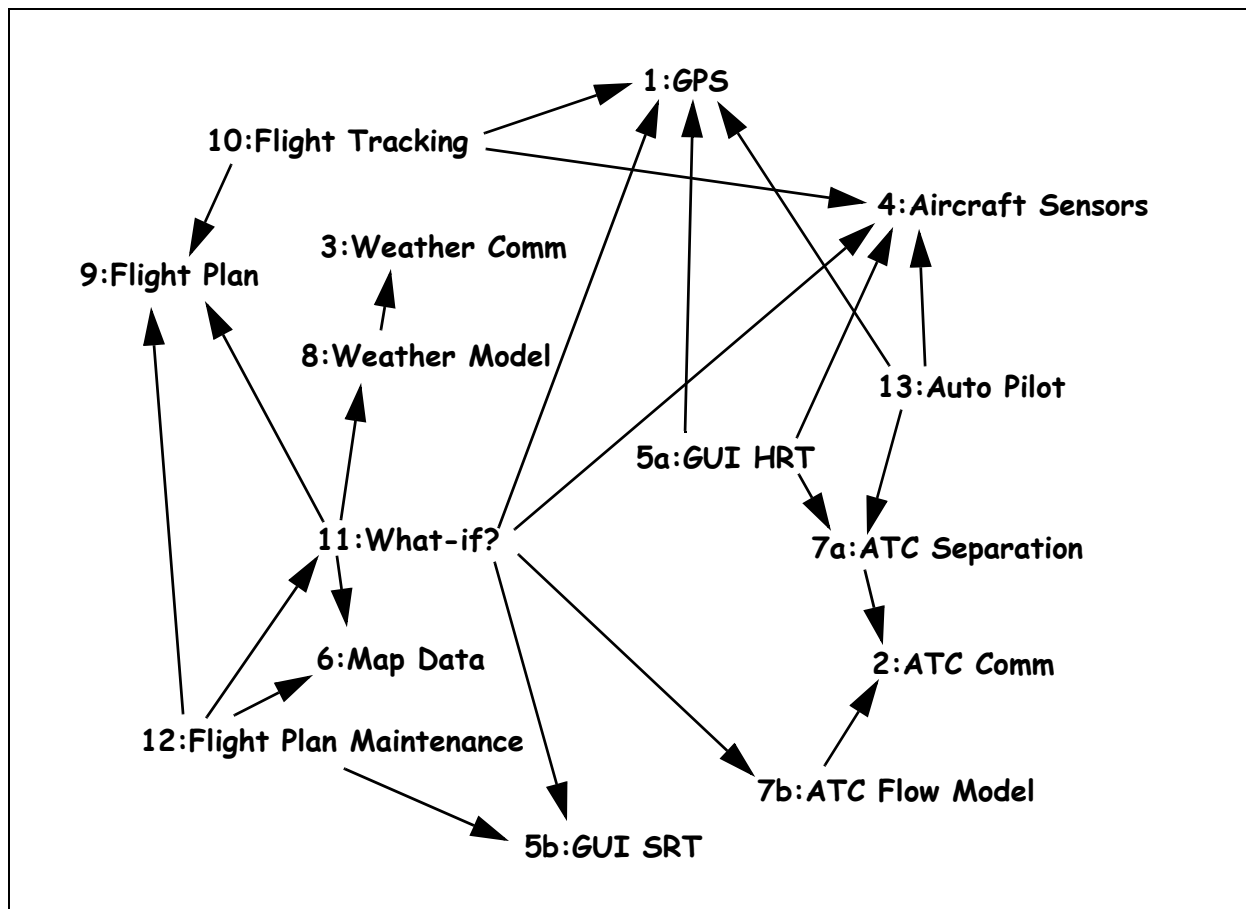 1:GPS
10:Flight Tracking
4:Aircraft Sensors
3:Weather Comm
9:Flight Plan
8:Weather Model
13:Auto Pilot
5a:GUI HRT
11:What-if?
7a:ATC Separation
6:Map Data
2:ATC Comm
12:Flight Plan Maintenance
7b:ATC Flow Model
5b:GUI SRT